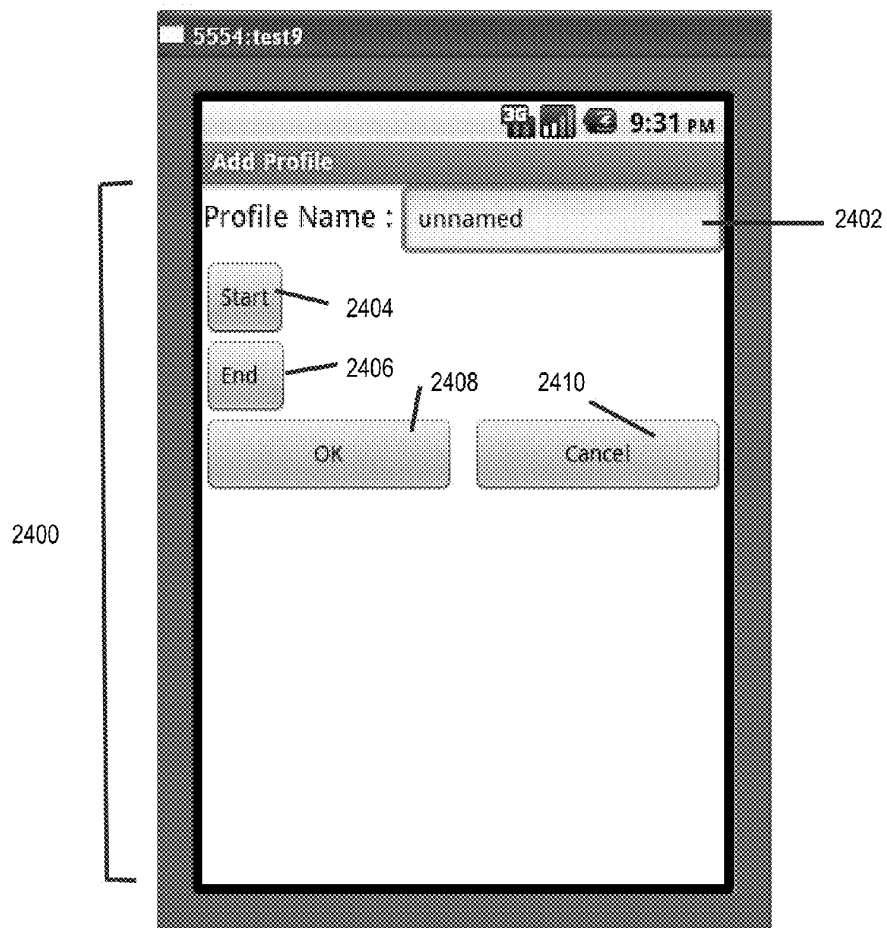 5554:test9
3G 9:31 PM
Add Profile
Profile Name : unnamed 2402
Start 2404
End 2406
2408 2410
OK Cancel
2400